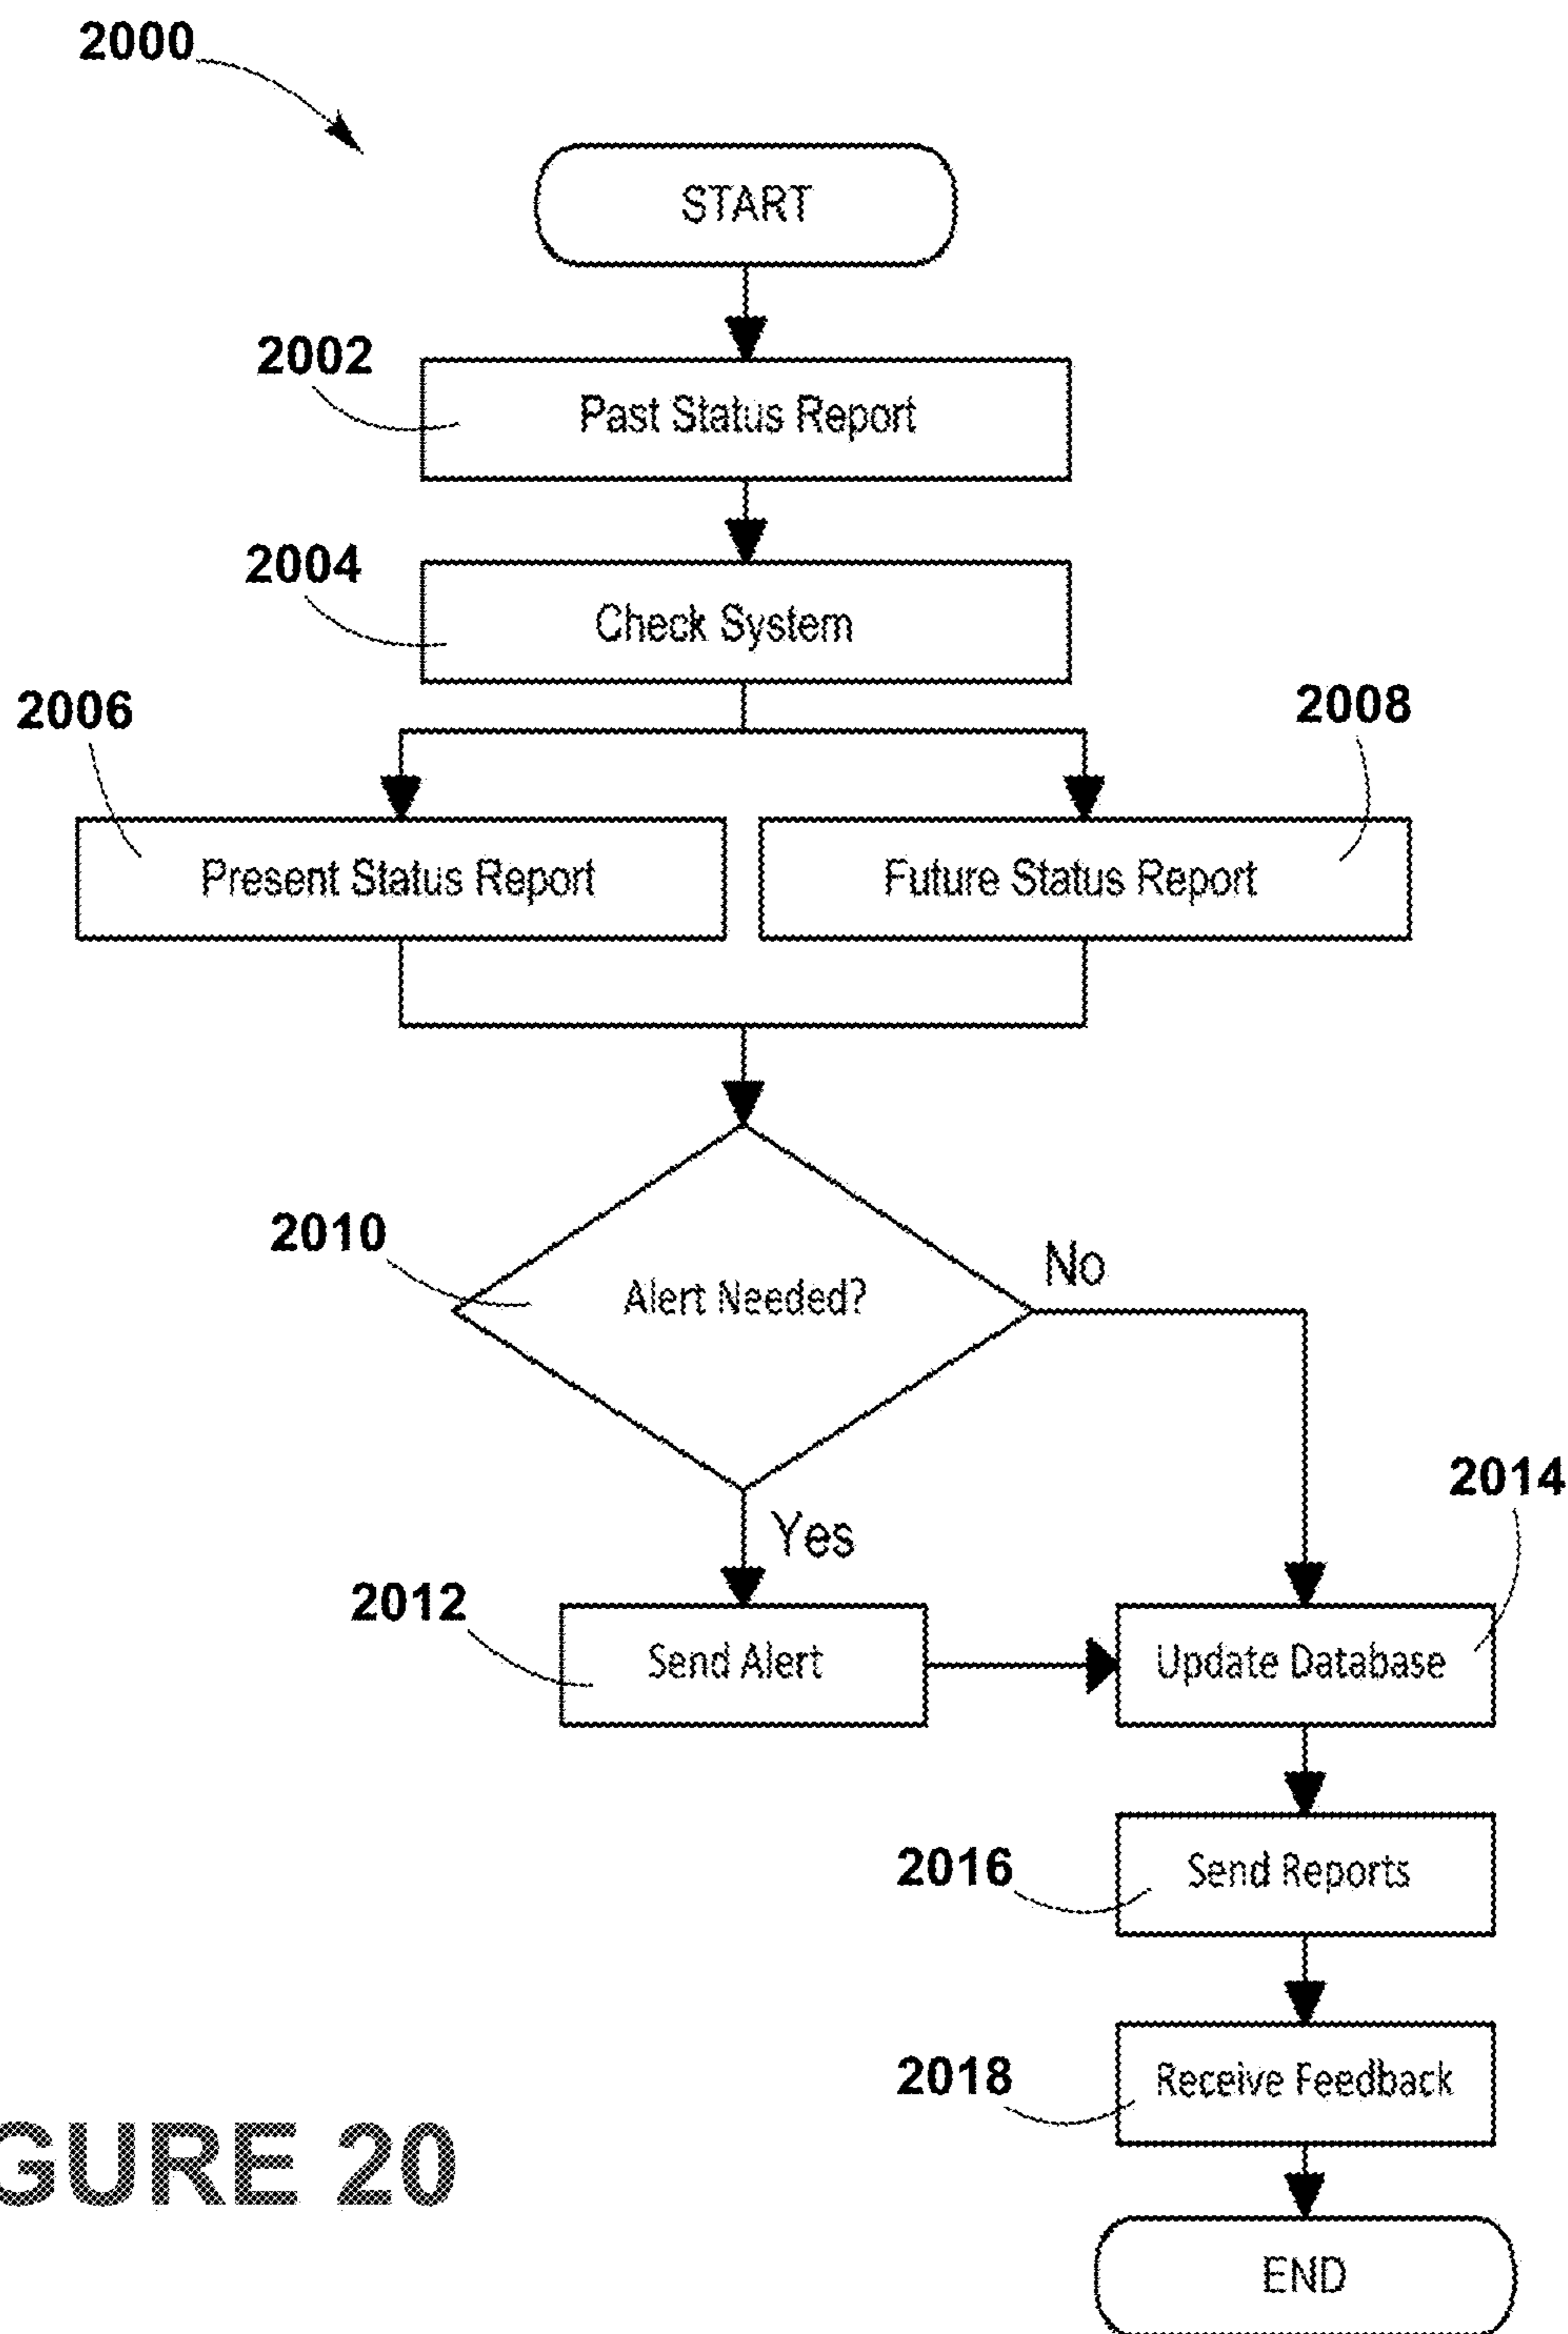 2000
START
2002
Past Status Report
2004
Check System
2006
2008
Present Status Report
Future Status Report
2010
Alert Needed?
No
Yes
2014
2012
Send Alert
Update Database
2016
Send Reports
2018
Receive Feedback
GURE 20
END